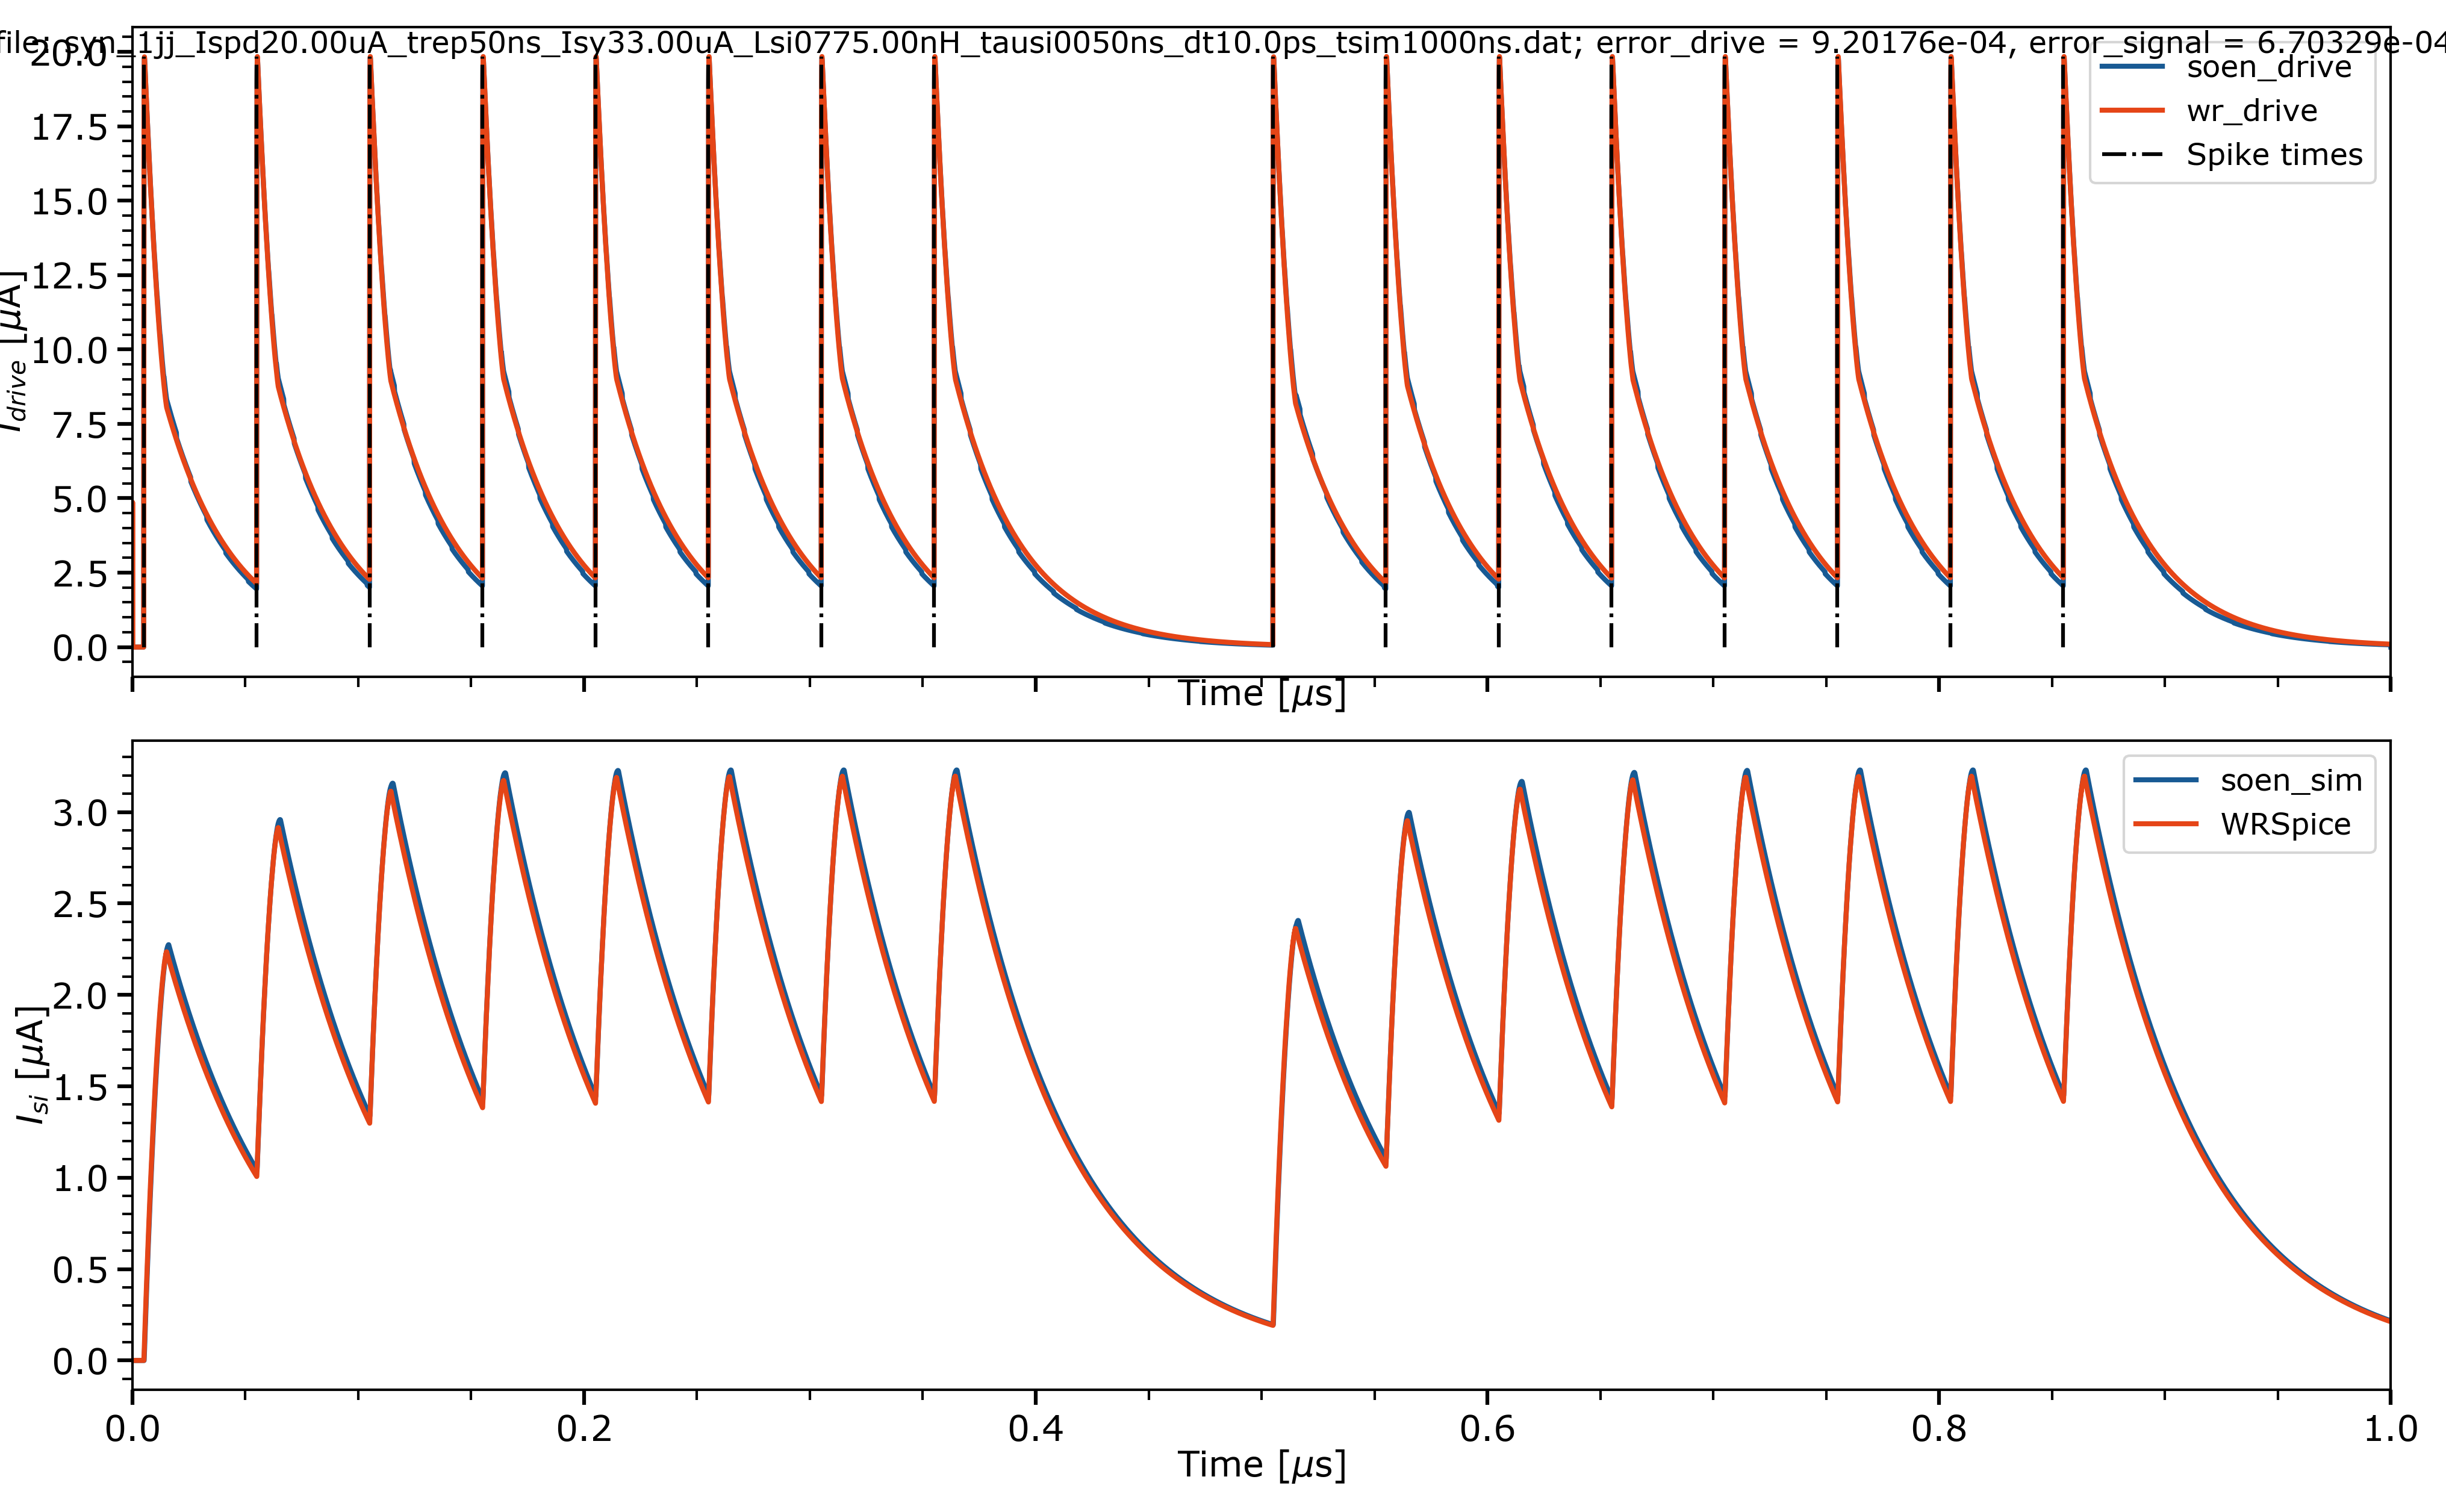 file: syn_1jj_Ispd20.00uA_trep50ns_Isy33.00uA_Lsi0775.00nH_tausi0050ns_dt10.0ps_tsim1000ns.dat; error_drive = 9.20176e-04, error_signal = 6.70329e-04
20.0
17.5
15.0
12.5
10.0
7.5
5.0
2.5
0.0
I_drive [μA]
soen_drive
wr_drive
Spike times
Time [μs]
3.0
2.5
2.0
1.5
1.0
0.5
0.0
I_si [μA]
soen_sim
WRSpice
0.0 0.2 0.4 0.6 0.8 1.0
Time [μs]